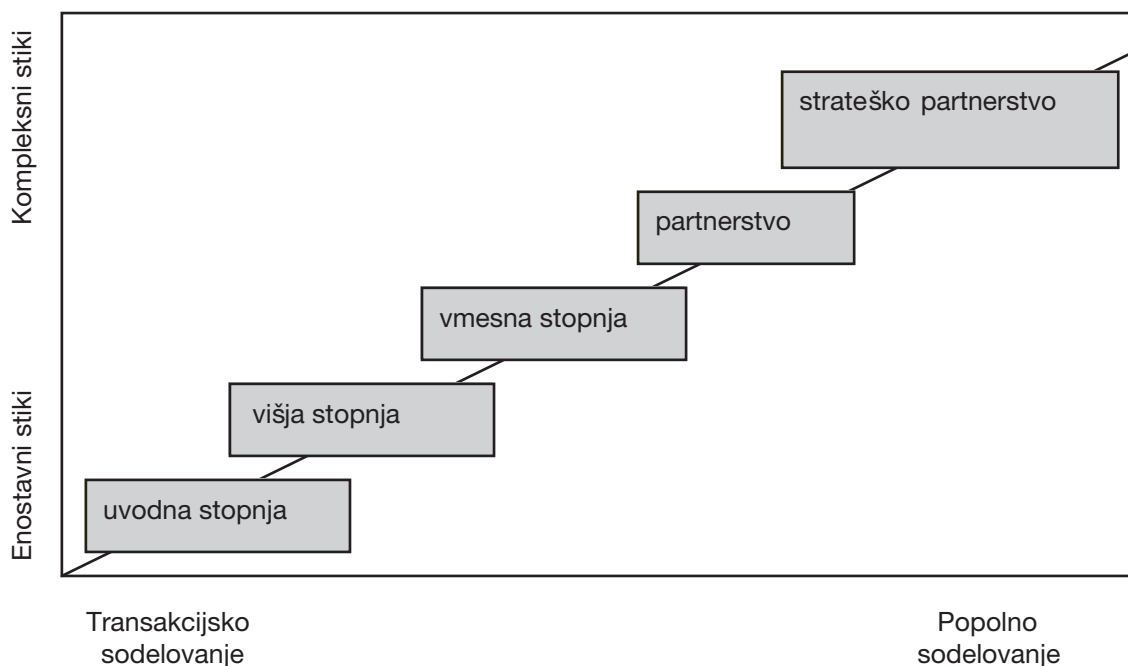 Kompleksni stiki
Enostavni stiki
strateško partnerstvo
partnerstvo
vmesna stopnja
višja stopnja
uvodna stopnja
Transakcijsko
sodelovanje
Popolno
sodelovanje